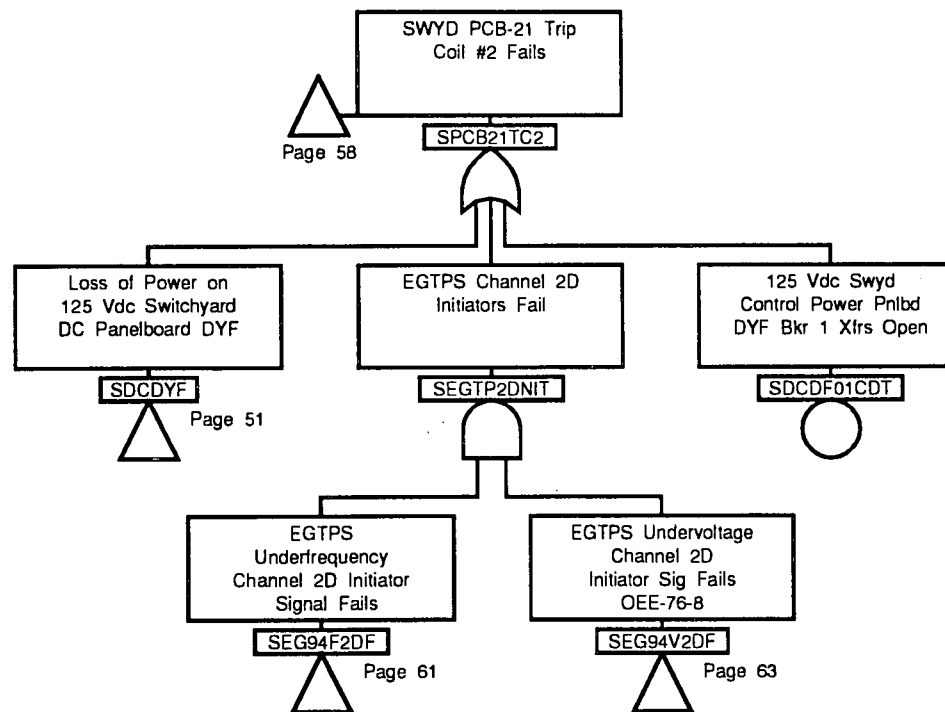 SWYD PCB-21 Trip
Coil #2 Fails
Page 58
SPCB21TC2
Loss of Power on
125 Vdc Switchyard
DC Panelboard DYF
SDCDYF
Page 51
EGTPS Channel 2D
Initiators Fail
SEGTP2DNIT
125 Vdc Swyd
Control Power Pnlbd
DYF Bkr 1 Xfrs Open
SDCDF01CDT
EGTPS
Underfrequency
Channel 2D Initiator
Signal Fails
SEG94F2DF
Page 61
EGTPS Undervoltage
Channel 2D
Initiator Sig Fails
OEE-76-8
SEG94V2DF
Page 63